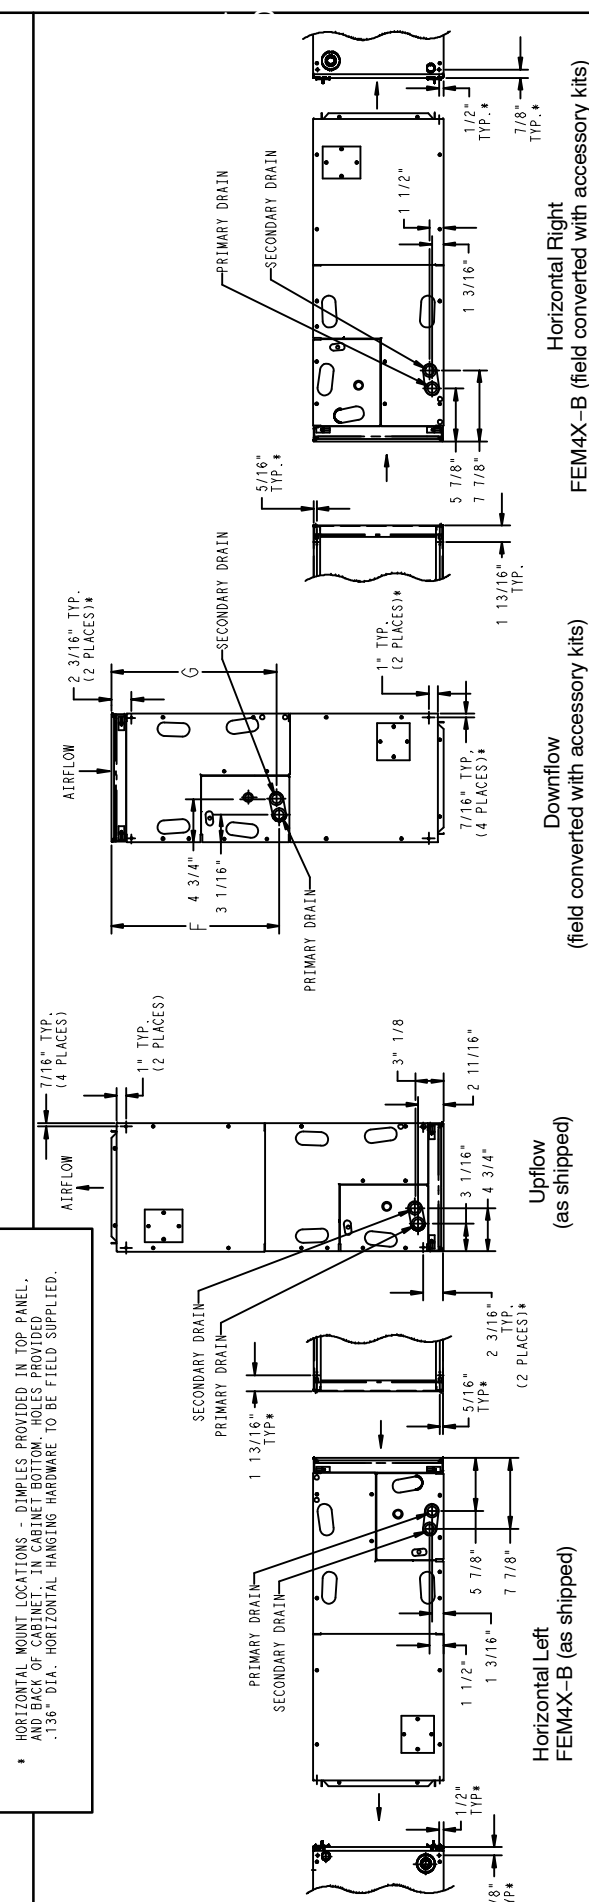 * HORIZONTAL MOUNT LOCATIONS - DIMPLES PROVIDED IN TOP PANEL,
AND BACK OF CABINET. IN CABINET BOTTOM. HOLES PROVIDED
.136" DIA. HORIZONTAL HANGING HARDWARE TO BE FIELD SUPPLIED.
1/2"
TYP*
PRIMARY DRAIN
SECONDARY DRAIN
1 1/2"
1 3/16"
5 7/8"
7 7/8"
Horizontal Left
FEM4X-B (as shipped)
1 13/16"
TYP*
5/16"
TYP*
SECONDARY DRAIN
PRIMARY DRAIN
AIRFLOW
7/16" TYP.
(4 PLACES)
1" TYP.
(2 PLACES)
2 3/16"
TYP.
(2 PLACES)*
3 1/16"
4 3/4"
3" 1/8
2 11/16"
Upflow
(as shipped)
AIRFLOW
2 3/16" TYP.
(2 PLACES)*
F
G
4 3/4"
3 1/16"
PRIMARY DRAIN
SECONDARY DRAIN
1" TYP.
(2 PLACES)*
7/16" TYP,
(4 PLACES)*
Downflow
(field converted with accessory kits)
5/16"
TYP.*
1 13/16"
TYP.
PRIMARY DRAIN
SECONDARY DRAIN
1 1/2"
1 3/16"
5 7/8"
7 7/8"
1/2"
TYP.*
7/8"
TYP.*
Horizontal Right
FEM4X-B (field converted with accessory kits)